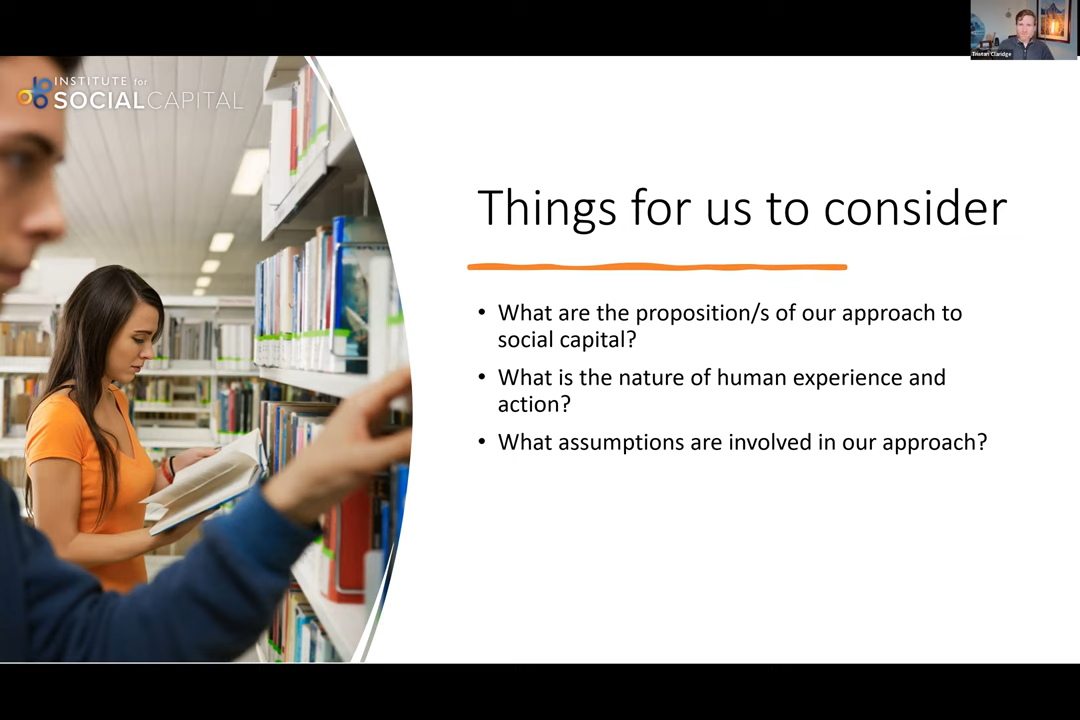 Tristan Claridge
INSTITUTE for
SOCIALCAPITAL
Things for us to consider
• What are the proposition/s of our approach to
social capital?
• What is the nature of human experience and
action?
• What assumptions are involved in our approach?